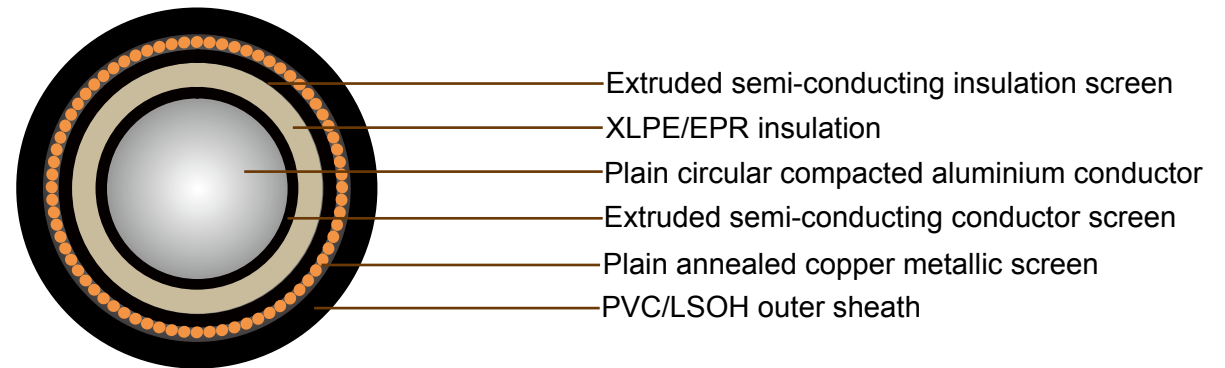 Extruded semi-conducting insulation screen
XLPE/EPR insulation
Plain circular compacted aluminium conductor
Extruded semi-conducting conductor screen
Plain annealed copper metallic screen
PVC/LSOH outer sheath